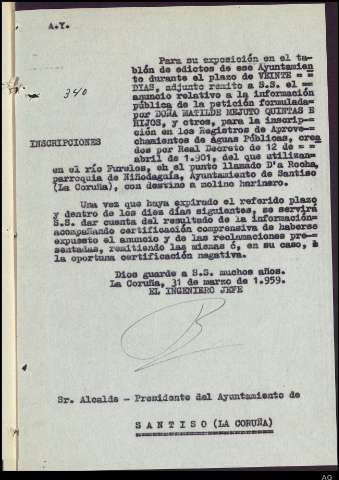 A.Y.
Para su exposición en el ta-
blón de edictos de ese Ayuntamien
to durante el plazo de VEINTE = =
DIAS, adjunto remito a S.S. el =
anuncio relativo a la información
pública de la petición formulada=
por DOÑA MATILDE MEJUTO QUINTAS E
HIJOS, y otros, para la inscrip=
ción en los Registros de Aprove=
chamientos de Aguas Públicas, crea
dos por Real Decreto de 12 de = =
abril de 1.901, del que utilizan=
340
INSCRIPCIONES
en el río Furelos, en el punto llamado D'a Rocha,
parroquia de Niñodaguia, Ayuntamiento de Santiso
(La Coruña), con destino a molino harinero.
Una vez que haya expirado el referido plazo
y dentro de los diez días siguientes, se servirá
S.S. dar cuenta del resultado de la información=
acompañando certificación comprensiva de haberse
expuesto el anuncio y de las reclamaciones pre=
sentadas, remitiendo las mismas ó, en su caso, à
la oportuna certificación negativa.
Dios guarde a S.S. muchos años.
La Coruña, 31 de marzo de 1.959.
EL INGENIERO JEFE
Sr. Alcalde - Presidente del Ayuntamiento de
SANTISO (LA CORUÑA)
AG